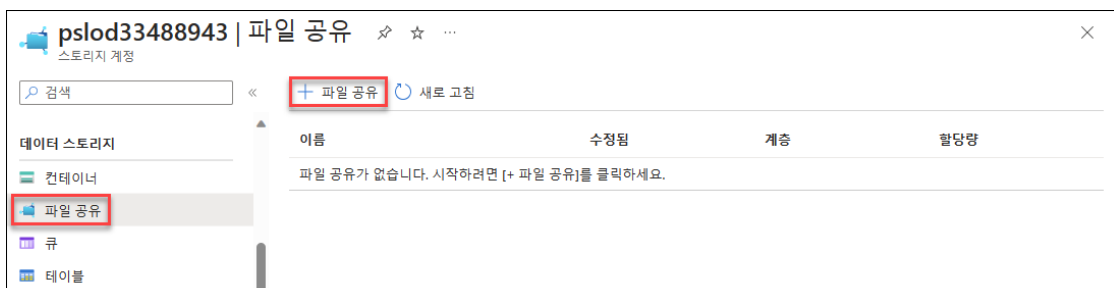 pslod33488943 | 파일 공유
스토리지 계정
검색
+ 파일 공유 새로 고침
데이터 스토리지
이름 수정됨 계층 할당량
컨테이너
파일 공유가 없습니다. 시작하려면 [+ 파일 공유]를 클릭하세요.
파일 공유
큐
테이블